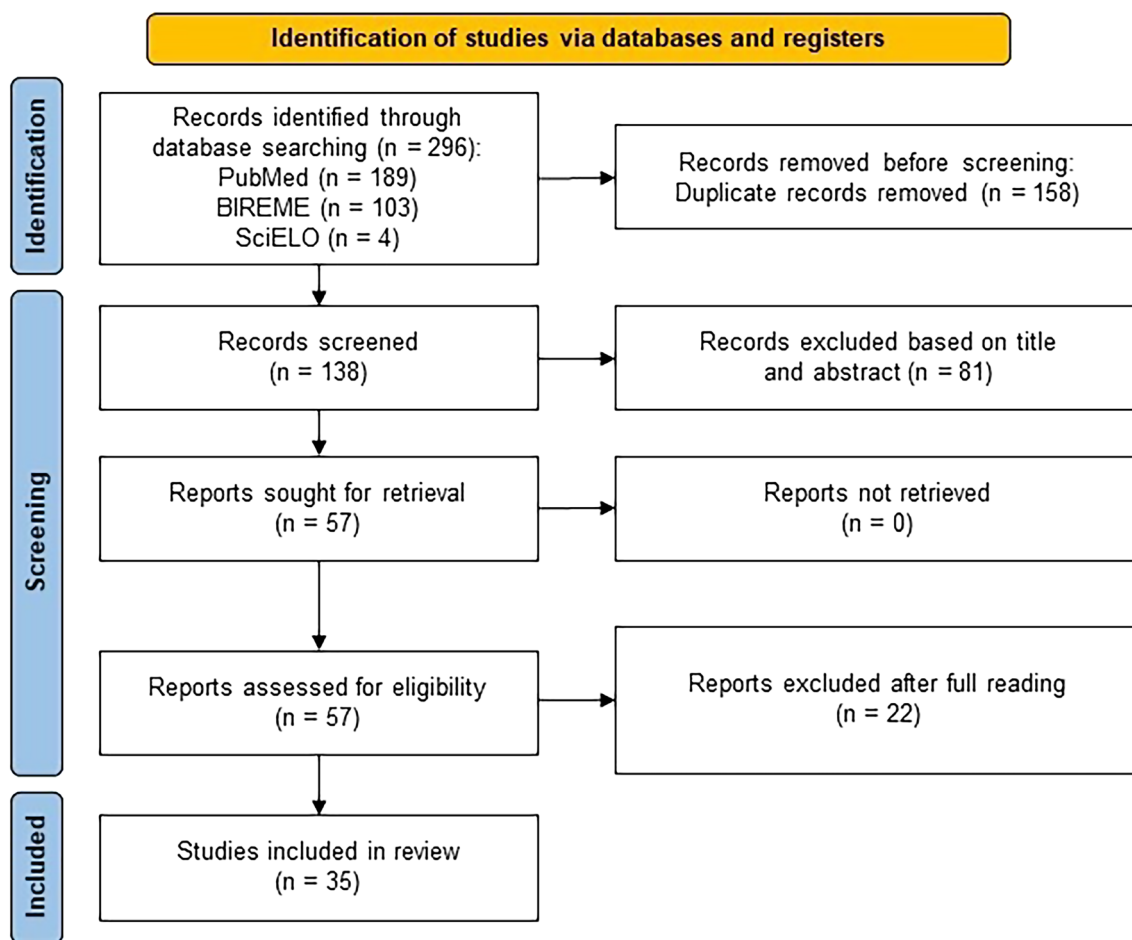 Identification of studies via databases and registers
Identification
Records identified through
database searching (n = 296):
PubMed (n = 189)
BIREME (n = 103)
SciELO (n = 4)
Records removed before screening:
Duplicate records removed (n = 158)
Screening
Records screened
(n = 138)
Records excluded based on title
and abstract (n = 81)
Reports sought for retrieval
(n = 57)
Reports not retrieved
(n = 0)
Reports assessed for eligibility
(n = 57)
Reports excluded after full reading
(n = 22)
Included
Studies included in review
(n = 35)